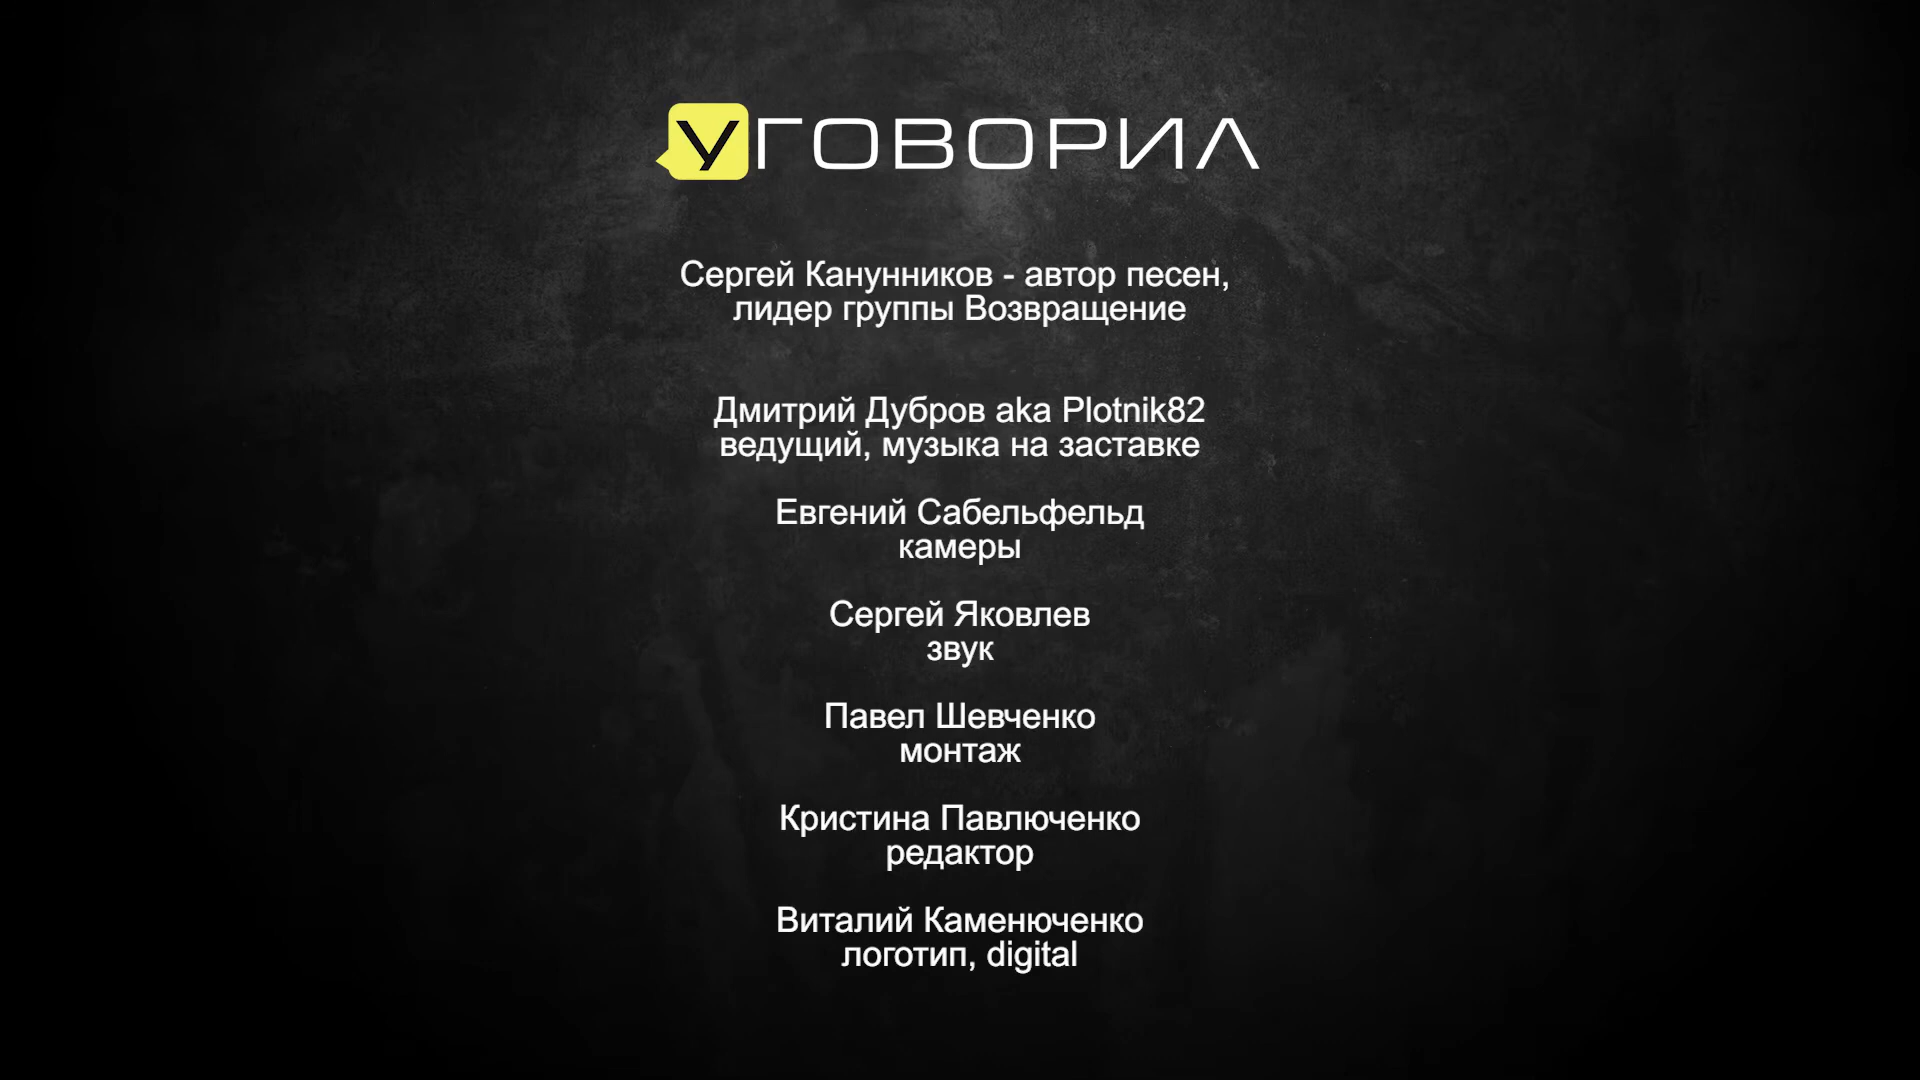 УГОВОРИЛ
Сергей Канунников - автор песен,
лидер группы Возвращение
Дмитрий Дубров aka Plotnik82
ведущий, музыка на заставке
Евгений Сабельфельд
камеры
Сергей Яковлев
звук
Павел Шевченко
монтаж
Кристина Павлюченко
редактор
Виталий Каменюченко
логотип, digital